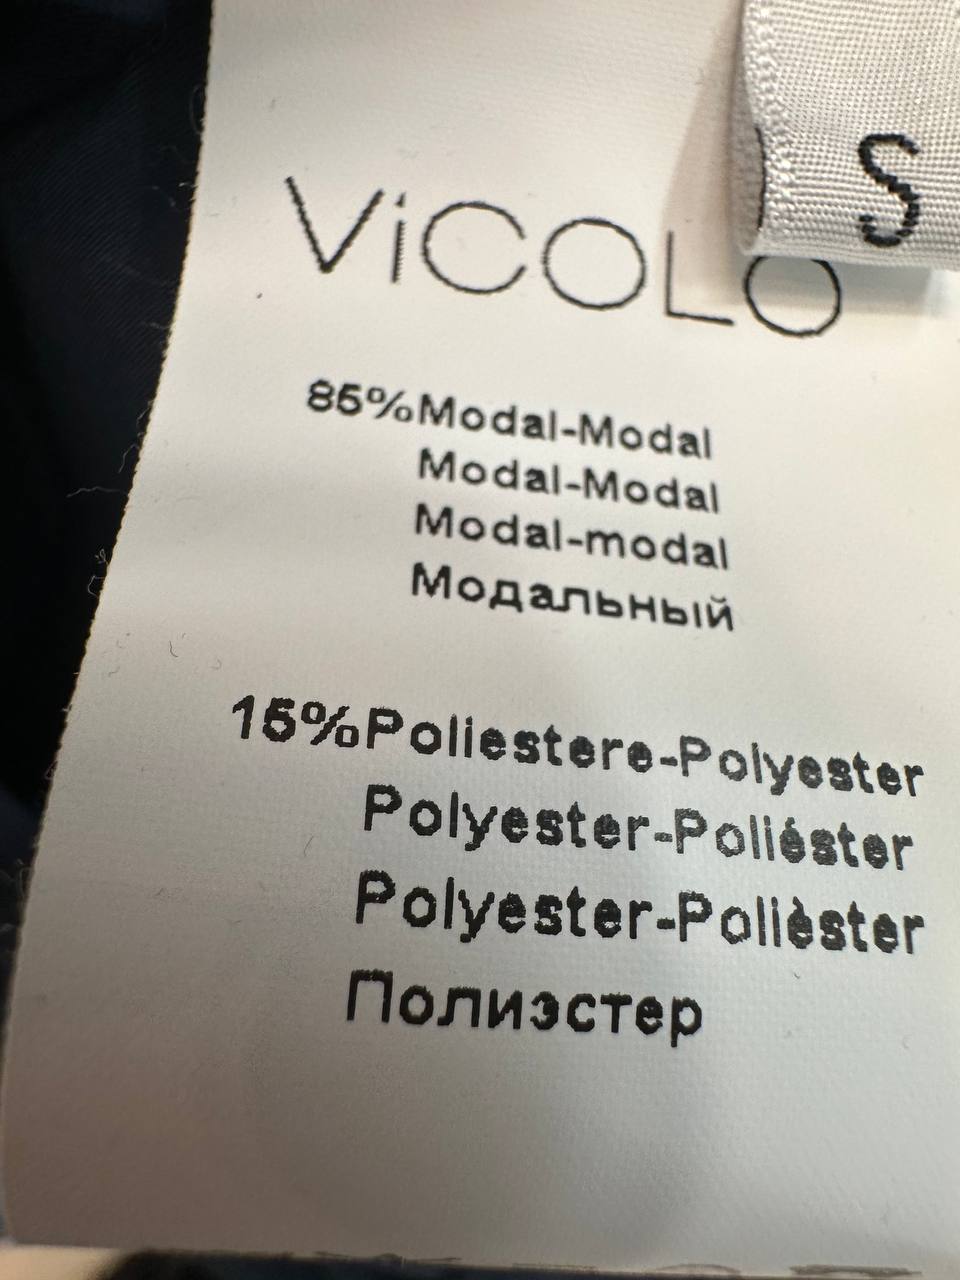 S
ViCOLO
85%Modal-Modal
Modal-Modal
Modal-modal
Модальный
15%Poliestere-Polyester
Polyester-Poliéster
Polyester-Polièster
Полиэстер